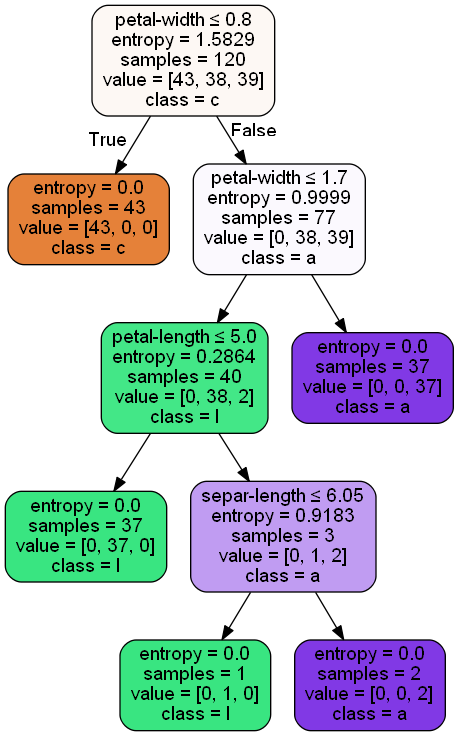 petal-width ≤ 0.8
entropy = 1.5829
samples = 120
value = [43, 38, 39]
class = c
True
False
entropy = 0.0
samples = 43
value = [43, 0, 0]
class = c
petal-width ≤ 1.7
entropy = 0.9999
samples = 77
value = [0, 38, 39]
class = a
petal-length ≤ 5.0
entropy = 0.2864
samples = 40
value = [0, 38, 2]
class = l
entropy = 0.0
samples = 37
value = [0, 0, 37]
class = a
entropy = 0.0
samples = 37
value = [0, 37, 0]
class = l
separ-length ≤ 6.05
entropy = 0.9183
samples = 3
value = [0, 1, 2]
class = a
entropy = 0.0
samples = 1
value = [0, 1, 0]
class = l
entropy = 0.0
samples = 2
value = [0, 0, 2]
class = a